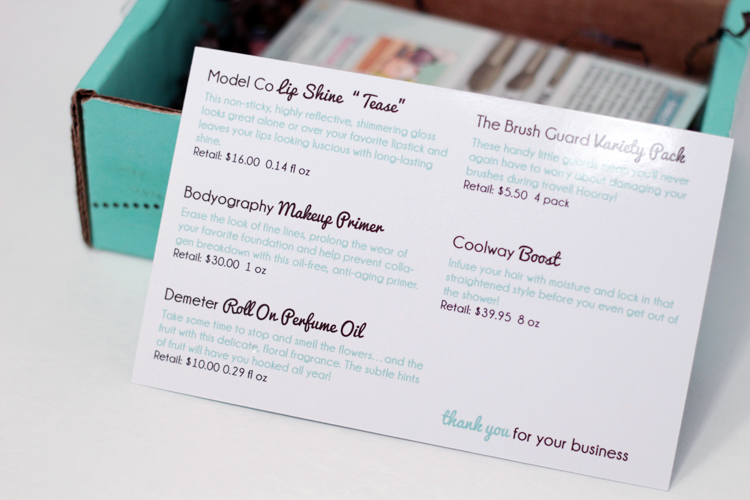 Model Co Lip Shine "Tease"
This non-sticky, highly reflective, shimmering gloss
looks great alone or over your favorite lipstick and
leaves your lips looking luscious with long-lasting
shine.
Retail: $16.00 0.14 fl oz
Bodyography Makeup Primer
Erase the look of fine lines, prolong the wear of
your favorite foundation and help prevent colla-
gen breakdown with this oil-free, anti-aging primer.
Retail: $30.00 1 oz
Demeter Roll On Perfume Oil
Take some time to stop and smell the flowers...and the
fruit with this delicate, floral fragrance. The subtle hints
of fruit will have you hooked all year!
Retail: $10.00 0.29 fl oz
The Brush Guard Variety Pack
These handy little guards you'll never
again have to worry about damaging your
brushes during travel! Hooray!
Retail: $5.50 4 pack
Coolway Boost
Infuse your hair with moisture and lock in that
straightened style before you even get out of
the shower!
Retail: $39.95 8 oz
thank you for your business